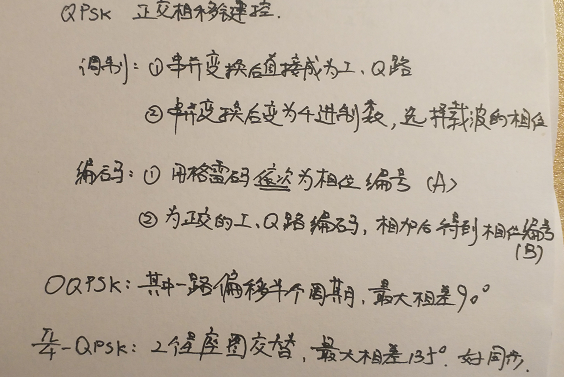 QPSK 正交相移键控.
调制: ① 串并变换后直接成为I、Q路
② 串并变换后变为4进制数, 选择载波的相位
编码: ① 用格雷码依次为相位编号 (A)
② 为正交的I、Q路编码, 相加后得到相位编号
(B)
OQPSK: 其中一路偏移半个周期, 最大相差90°
π/4-QPSK: 2个星座图交替, 最大相差135°. 好同步.